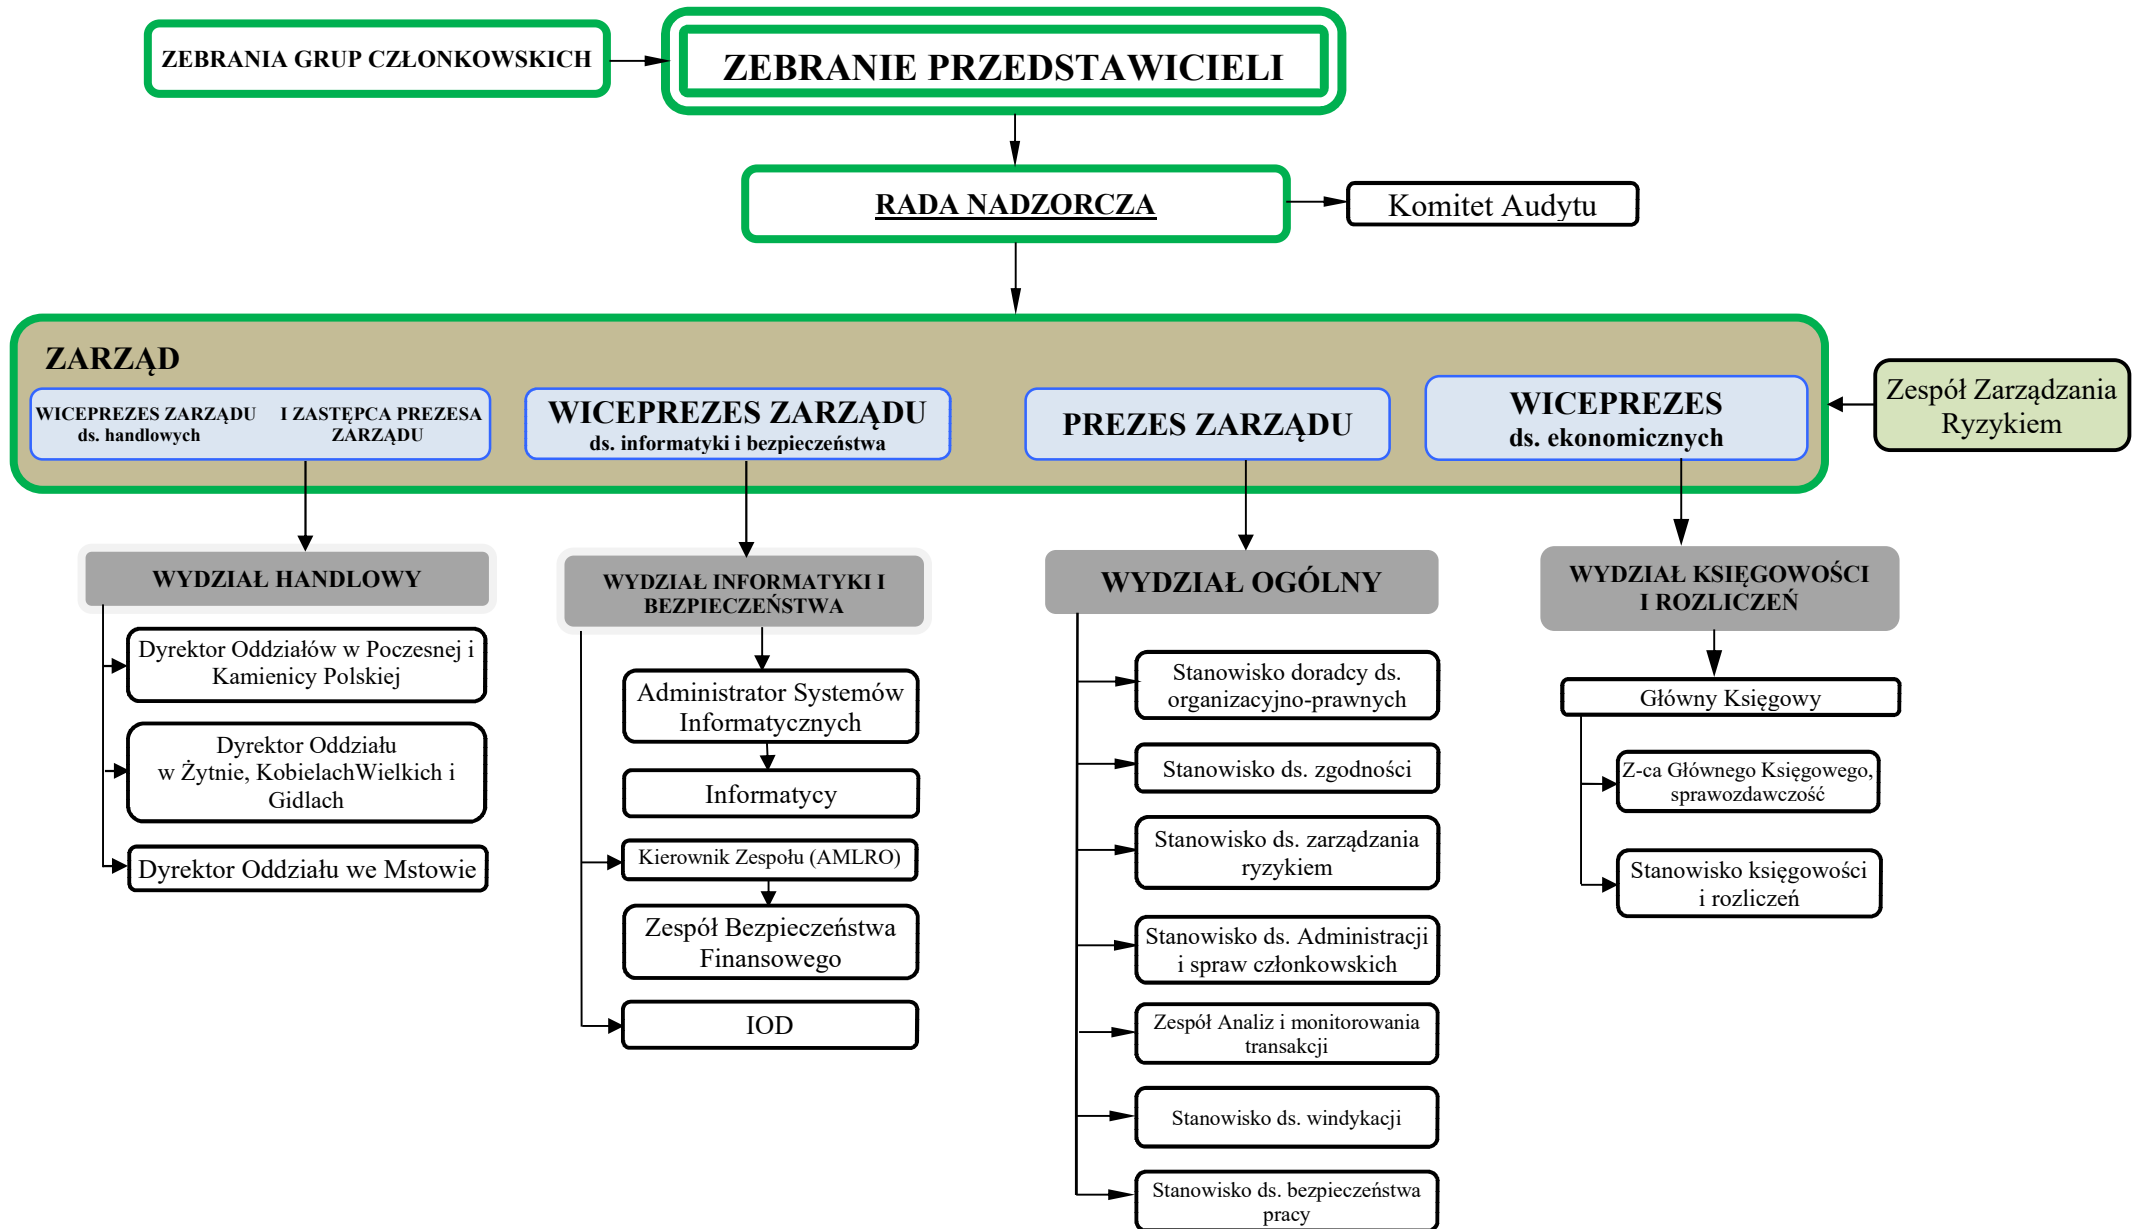 ZEBRANIA GRUP CZŁONKOWSKICH
ZEBRANIE PRZEDSTAWICIELI
RADA NADZORCZA
Komitet Audytu
ZARZĄD
WICEPREZES ZARZĄDU
ds. handlowych
I ZASTĘPCA PREZESA
ZARZĄDU
WICEPREZES ZARZĄDU
ds. informatyki i bezpieczeństwa
PREZES ZARZĄDU
WICEPREZES
ds. ekonomicznych
Zespół Zarządzania
Ryzykiem
WYDZIAŁ HANDLOWY
Dyrektor Oddziałów w Poczesnej i
Kamienicy Polskiej
Dyrektor Oddziału
w Żytnie, KobielachWielkich i
Gidlach
Dyrektor Oddziału we Mstowie
WYDZIAŁ INFORMATYKI I
BEZPIECZEŃSTWA
Administrator Systemów
Informatycznych
Informatycy
Kierownik Zespołu (AMLRO)
Zespół Bezpieczeństwa
Finansowego
IOD
WYDZIAŁ OGÓLNY
Stanowisko doradcy ds.
organizacyjno-prawnych
Stanowisko ds. zgodności
Stanowisko ds. zarządzania
ryzykiem
Stanowisko ds. Administracji
i spraw członkowskich
Zespół Analiz i monitorowania
transakcji
Stanowisko ds. windykacji
Stanowisko ds. bezpieczeństwa
pracy
WYDZIAŁ KSIĘGOWOŚCI
I ROZLICZEŃ
Główny Księgowy
Z-ca Głównego Księgowego,
sprawozdawczość
Stanowisko księgowości
i rozliczeń